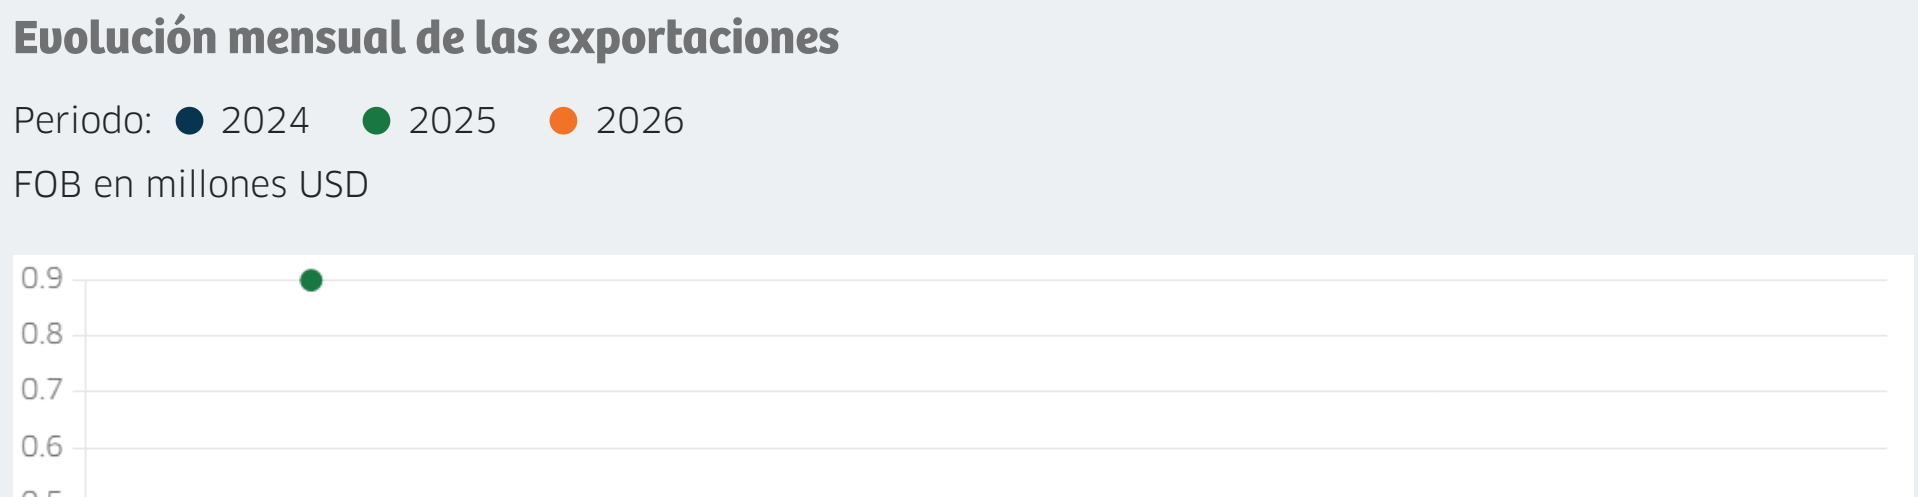 Evolución mensual de las exportaciones
Periodo: 2024 2025 2026
FOB en millones USD
0.9
0.8
0.7
0.6